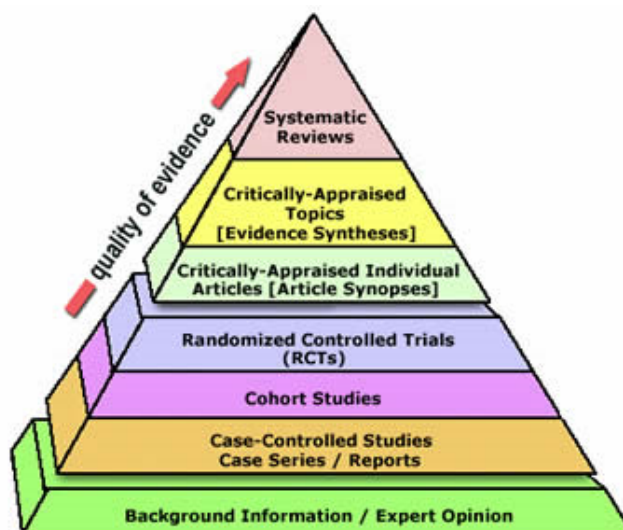 quality of evidence
Systematic
Reviews
Critically-Appraised
Topics
[Evidence Syntheses]
Critically-Appraised Individual
Articles [Article Synopses]
Randomized Controlled Trials
(RCTs)
Cohort Studies
Case-Controlled Studies
Case Series / Reports
Background Information / Expert Opinion